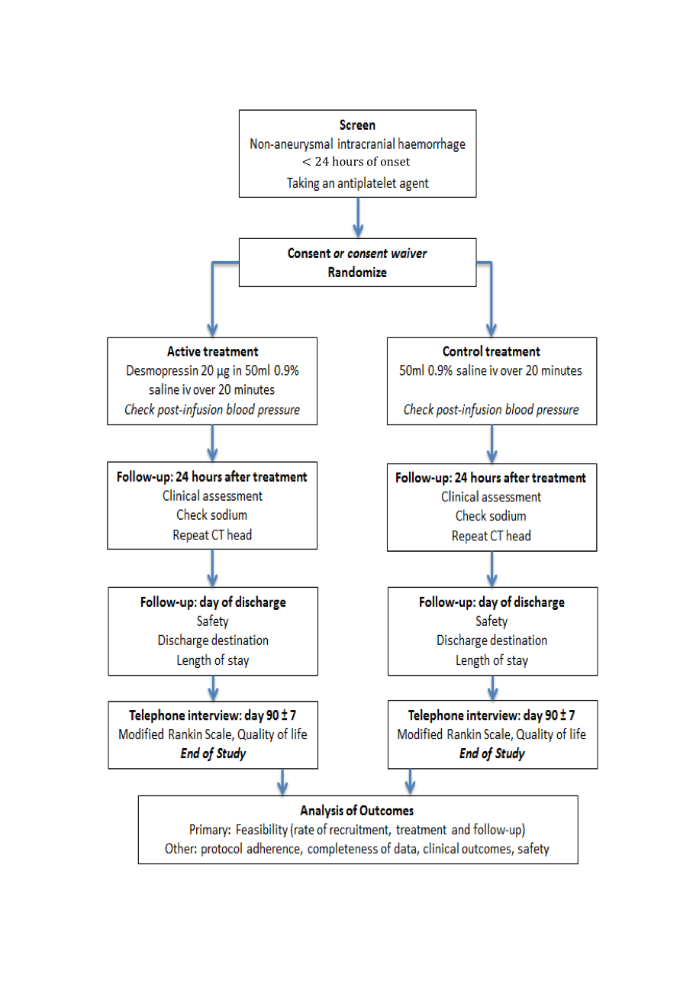 Screen
Non-aneurysmal intracranial haemorrhage
< 24 hours of onset
Taking an antiplatelet agent
Consent or consent waiver
Randomize
Active treatment
Desmopressin 20 µg in 50ml 0.9%
saline iv over 20 minutes
Check post-infusion blood pressure
Control treatment
50ml 0.9% saline iv over 20 minutes
Check post-infusion blood pressure
Follow-up: 24 hours after treatment
Clinical assessment
Check sodium
Repeat CT head
Follow-up: 24 hours after treatment
Clinical assessment
Check sodium
Repeat CT head
Follow-up: day of discharge
Safety
Discharge destination
Length of stay
Follow-up: day of discharge
Safety
Discharge destination
Length of stay
Telephone interview: day 90 ± 7
Modified Rankin Scale, Quality of life
End of Study
Telephone interview: day 90 ± 7
Modified Rankin Scale, Quality of life
End of Study
Analysis of Outcomes
Primary: Feasibility (rate of recruitment, treatment and follow-up)
Other: protocol adherence, completeness of data, clinical outcomes, safety